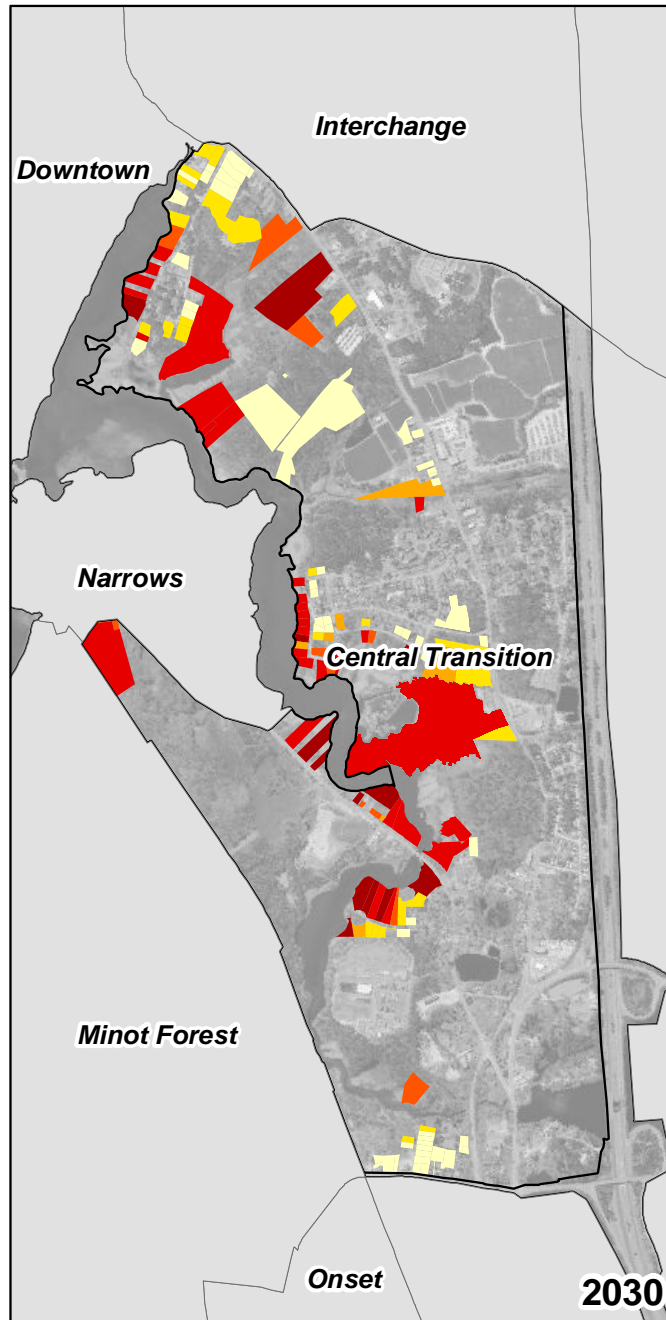 Interchange
Downtown
Narrows
Central Transition
Minot Forest
Onset
2030